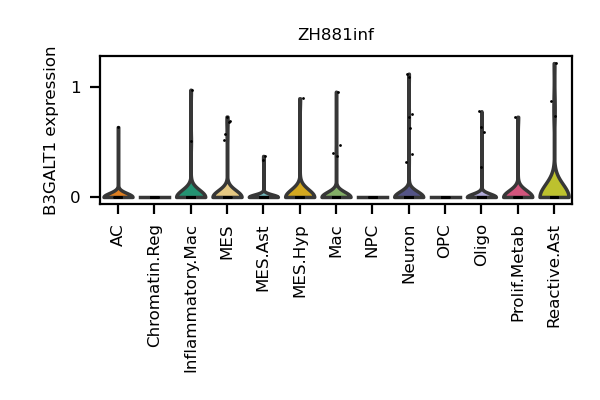 ZH881inf
B3GALT1 expression
1
0
AC
Chromatin.Reg
Inflammatory.Mac
MES
MES.Ast
MES.Hyp
Mac
NPC
Neuron
OPC
Oligo
Prolif.Metab
Reactive.Ast